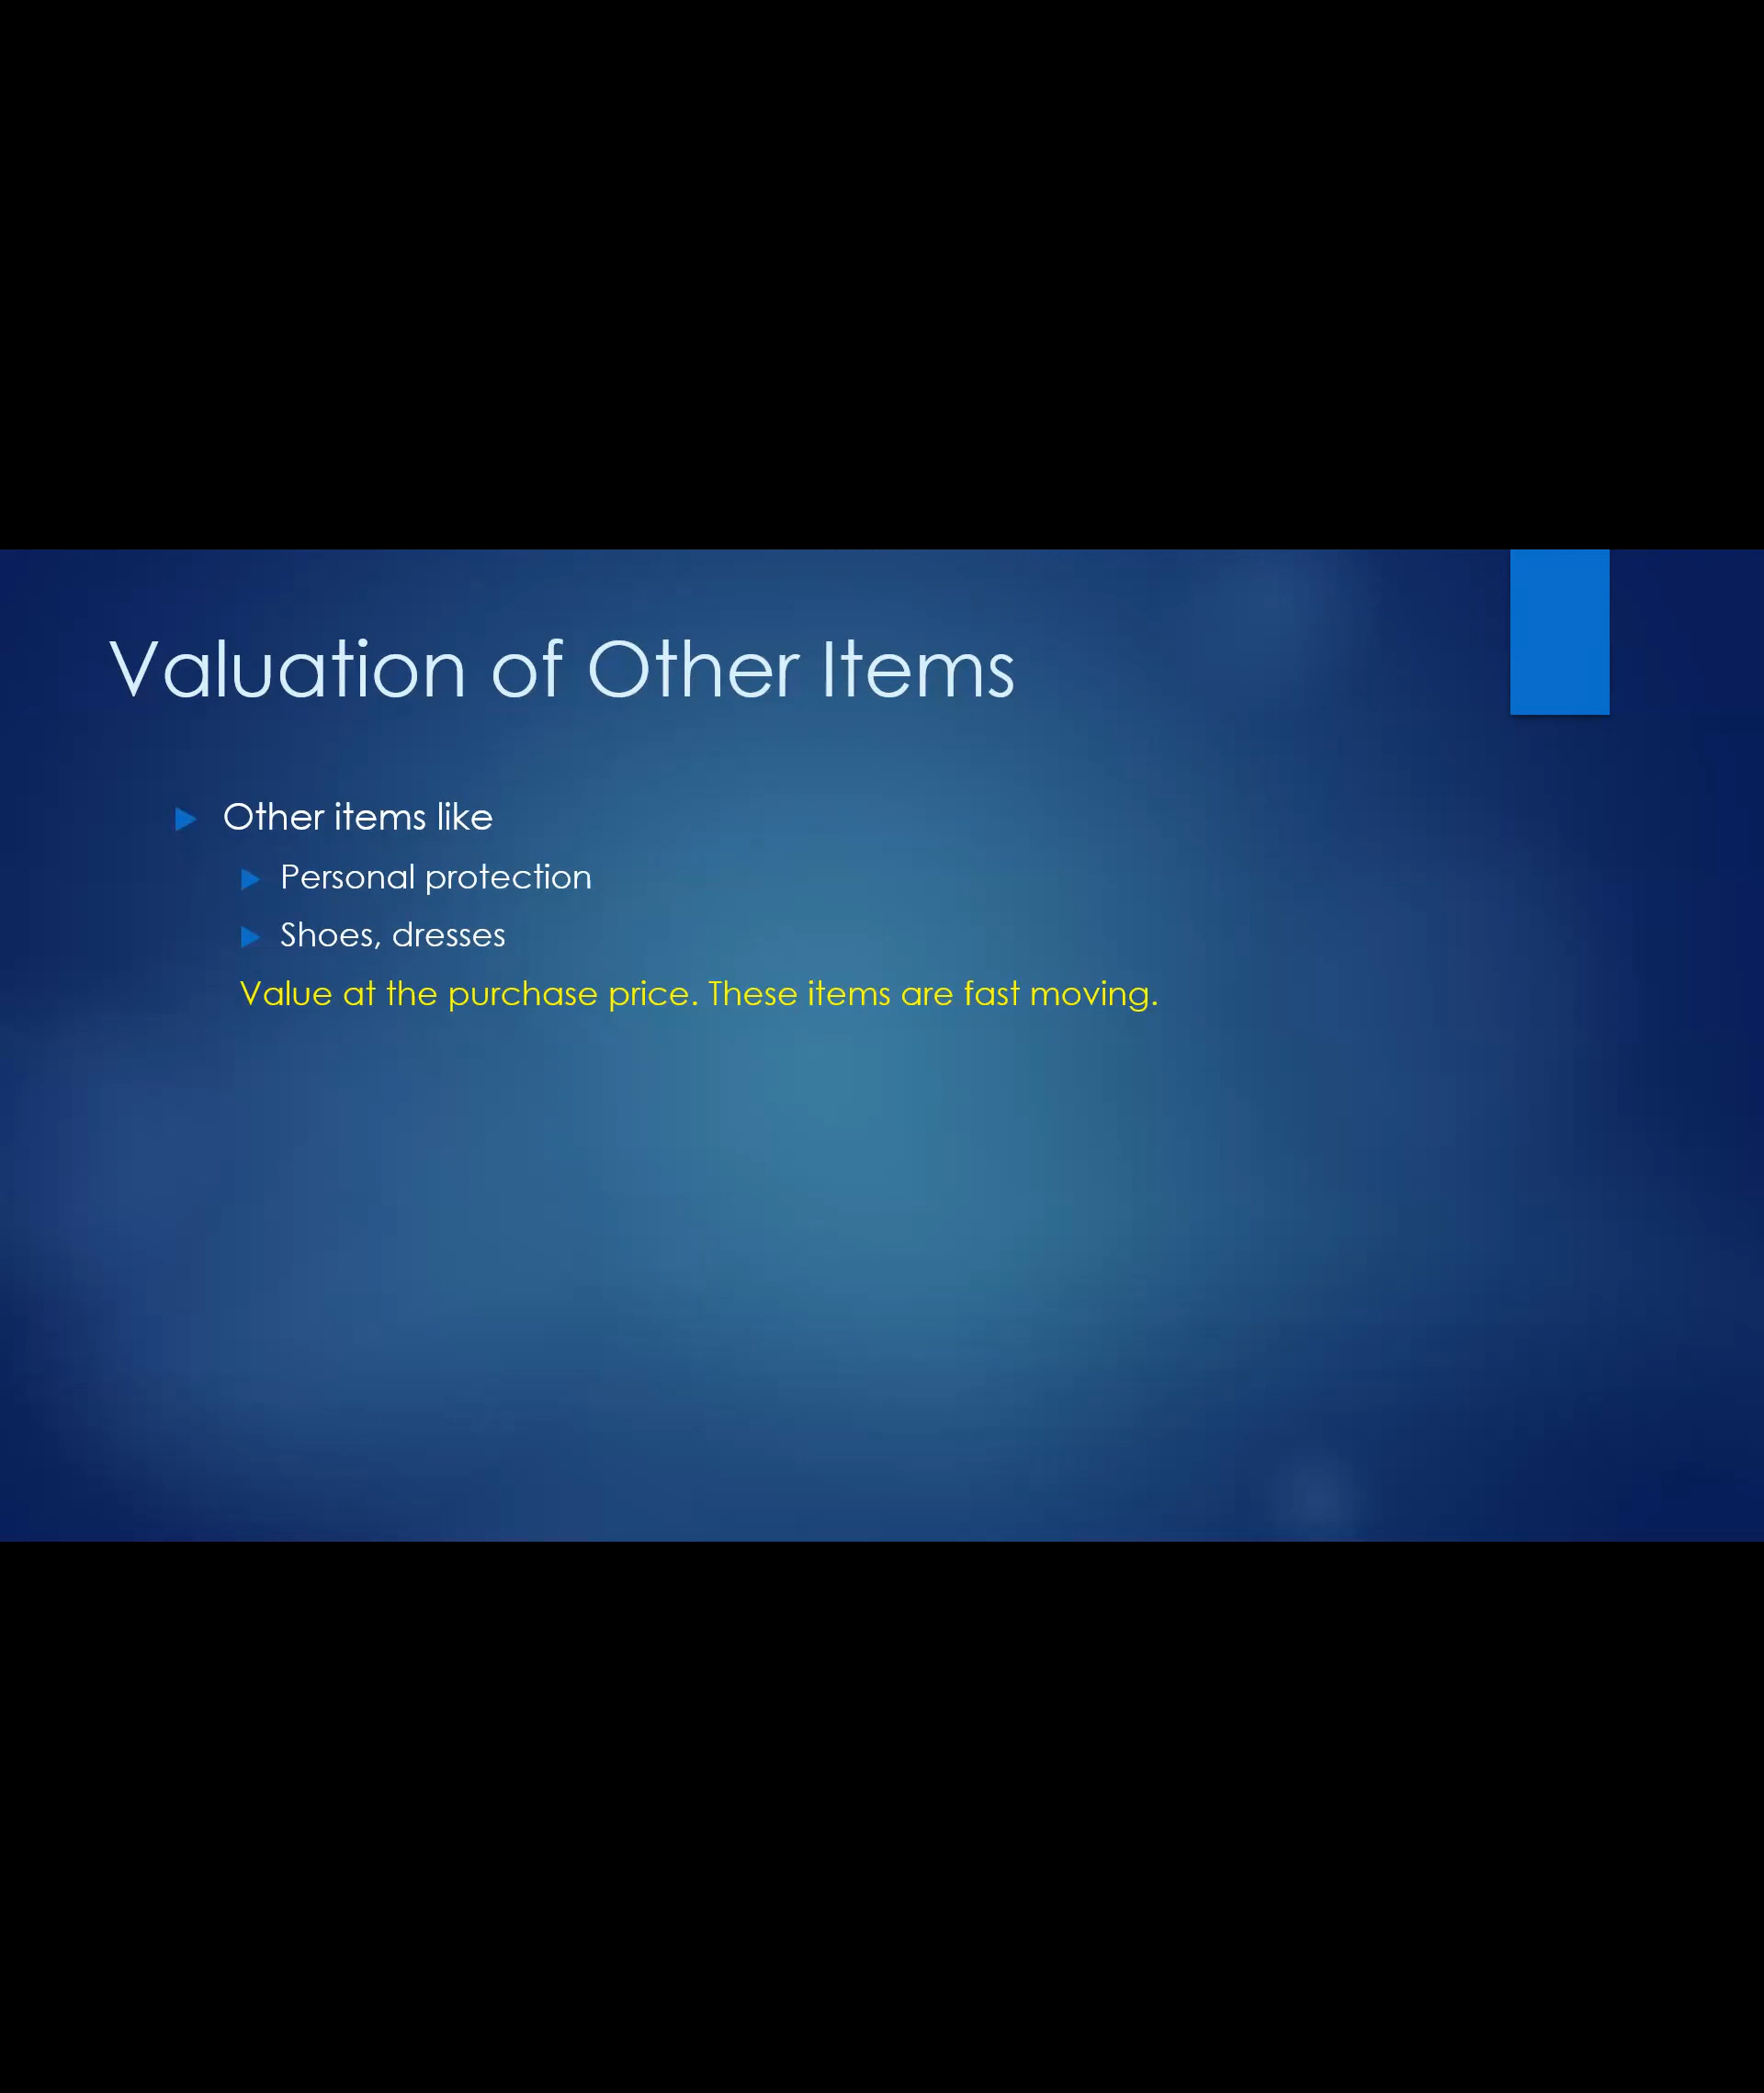 Valuation of Other Items
Other items like
Personal protection
Shoes, dresses
Value at the purchase price. These items are fast moving.